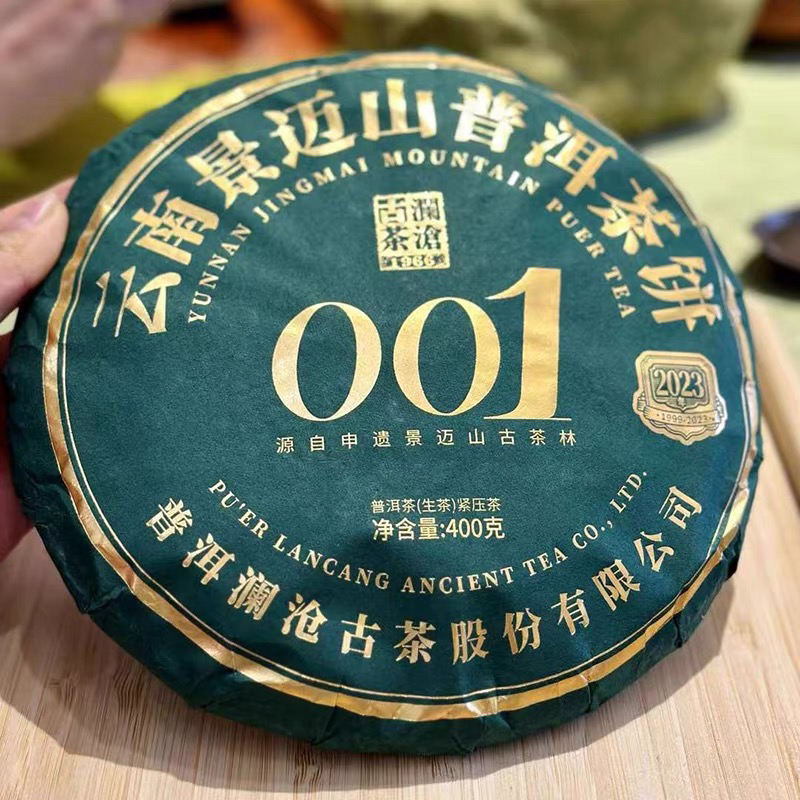 云南景迈山普洱茶饼
YUNNAN JINGMAI MOUNTAIN PUER TEA
古澜
茶滄
1966
001
2023
年
·1999-2023·
源自申遗景迈山古茶林
普洱茶(生茶)紧压茶
净含量:400克
PU'ER LANCANG ANCIENT TEA CO., LTD.
普洱澜沧古茶股份有限公司